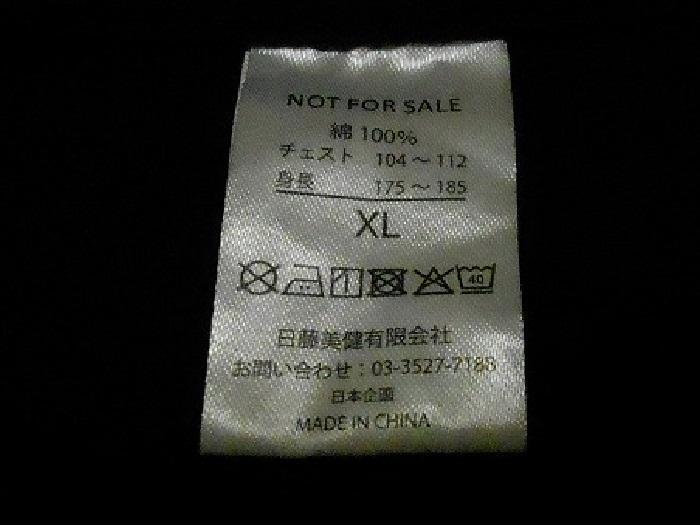 NOT FOR SALE
綿 100%
チェスト 104～112
身長 175～185
XL
40
日藤美健有限会社
お問い合わせ：03-3527-7188
日本企画
MADE IN CHINA